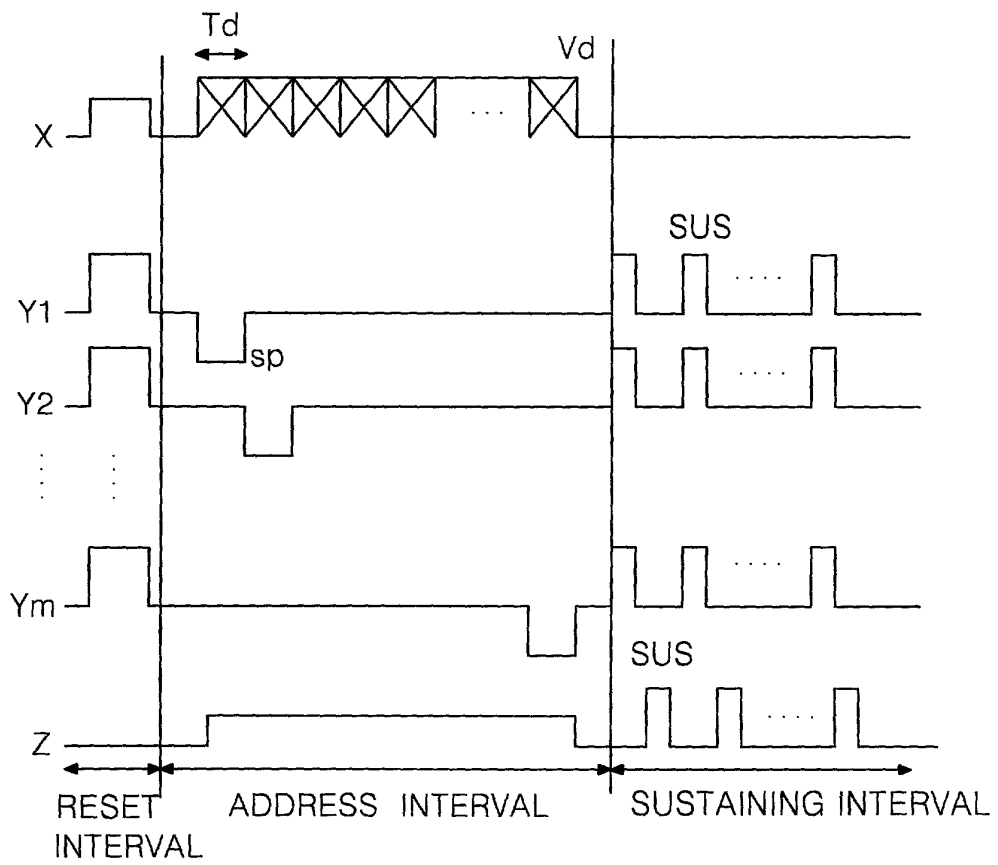 Td
Vd
X
. . .
SUS
. . . .
Y1
sp
. . . .
Y2
. . . .
Ym
SUS
. . . .
Z
RESET INTERVAL
ADDRESS INTERVAL
SUSTAINING INTERVAL